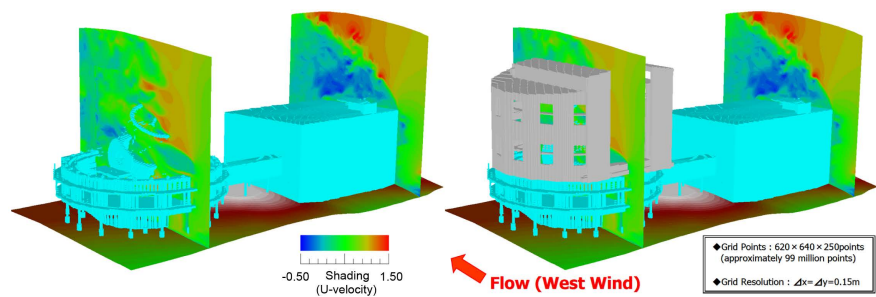 -0.50 Shading 1.50
(U-velocity)
Flow (West Wind)
◆Grid Points : 620×640×250points
(approximately 99 million points)
◆Grid Resolution : ⊿x=⊿y=0.15m